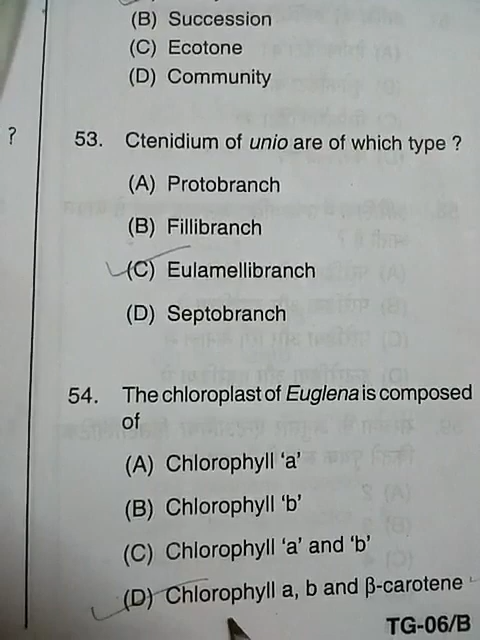 (B) Succession
(C) Ecotone
(D) Community
?
53. Ctenidium of unio are of which type ?
(A) Protobranch
(B) Fillibranch
(C) Eulamellibranch
(D) Septobranch
54. The chloroplast of Euglena is composed
of
(A) Chlorophyll ‘a’
(B) Chlorophyll ‘b’
(C) Chlorophyll ‘a’ and ‘b’
(D) Chlorophyll a, b and β-carotene
TG-06/B